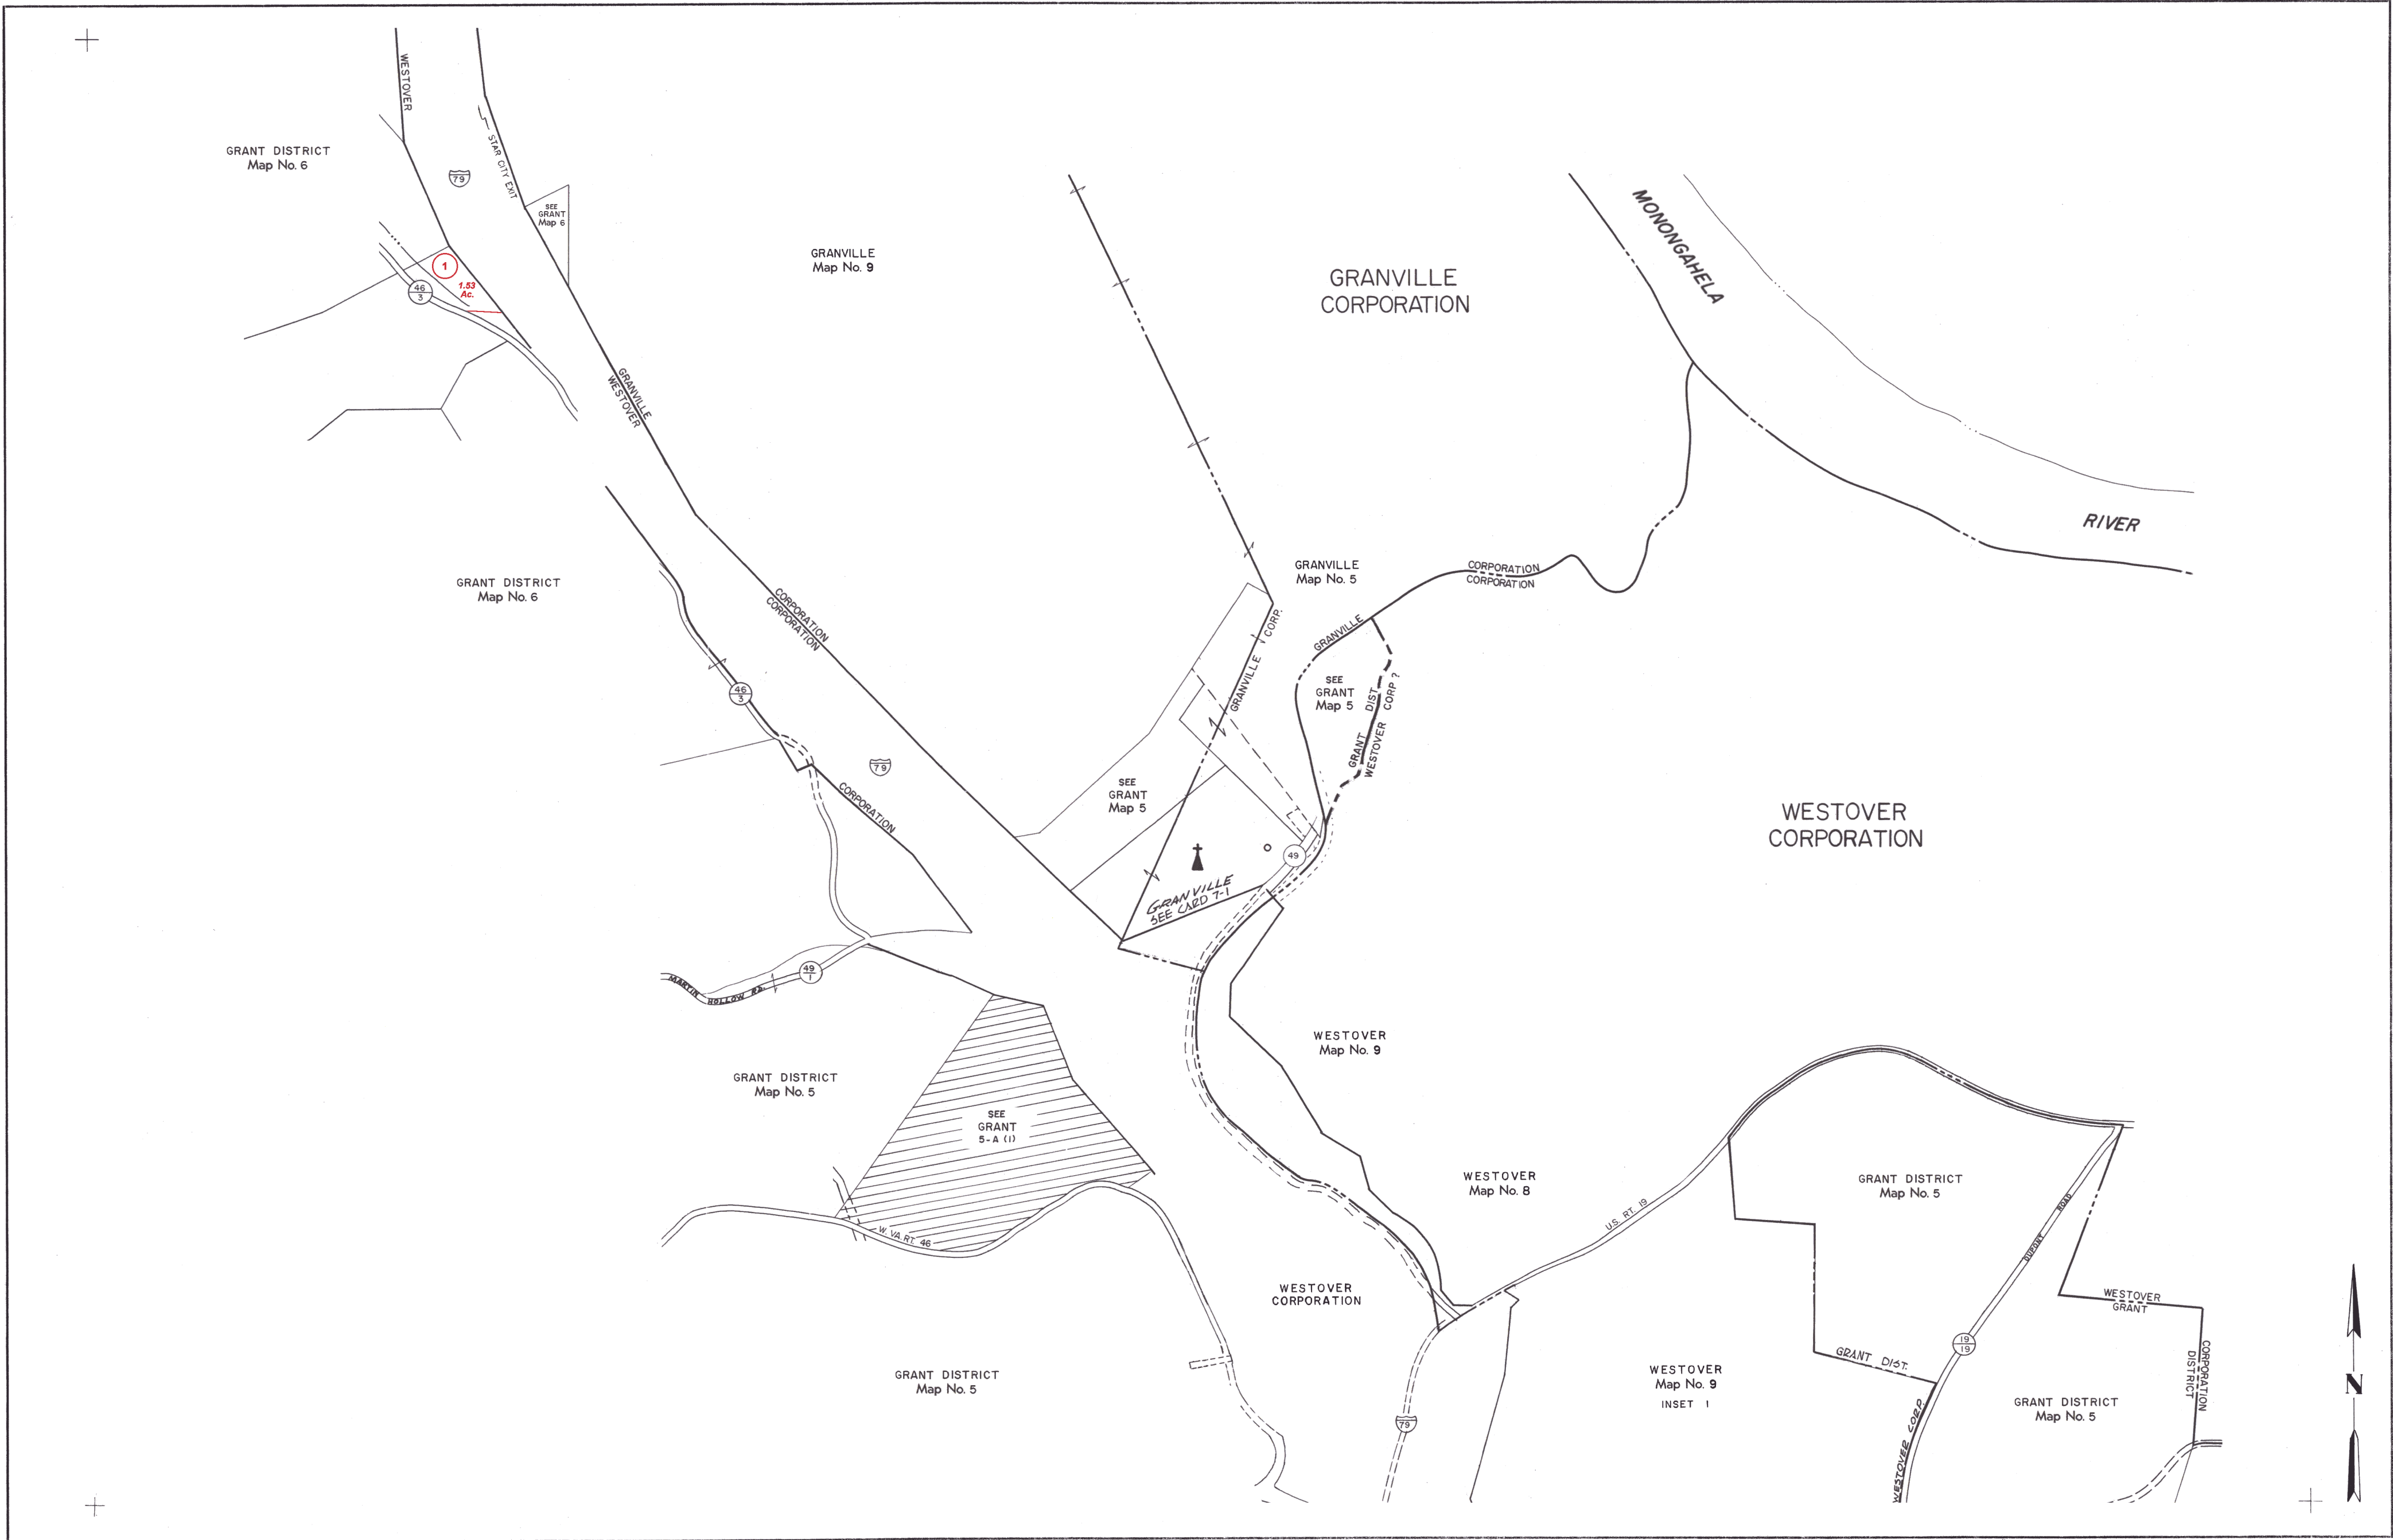 WESTOVER
GRANT DISTRICT
Map No. 6
79
STAR CITY EXIT
SEE
GRANT
Map 6
1
1.53
Ac.
46
3
GRANVILLE
Map No. 9
GRANVILLE
CORPORATION
MONONGAHELA
RIVER
GRANVILLE
WESTOVER
GRANT DISTRICT
Map No. 6
CORPORATION
CORPORATION
GRANVILLE
Map No. 5
CORPORATION
CORPORATION
GRANVILLE
GRANVILLE CORP.
SEE
GRANT
Map 5
GRANT DIST
WESTOVER CORP ?
46
3
79
CORPORATION
SEE
GRANT
Map 5
WESTOVER
CORPORATION
49
GRANVILLE
SEE CARD 7-1
49
1
MARTIN HOLLOW RD.
WESTOVER
Map No. 9
GRANT DISTRICT
Map No. 5
SEE
GRANT
5-A (1)
WESTOVER
Map No. 8
GRANT DISTRICT
Map No. 5
U.S. RT. 19
DUPONT ROAD
W. VA. RT. 46
WESTOVER
CORPORATION
WESTOVER
GRANT
CORPORATION
DISTRICT
19
19
GRANT DIST.
GRANT DISTRICT
Map No. 5
WESTOVER
Map No. 9
INSET 1
GRANT DISTRICT
Map No. 5
79
WESTOVER CORP.
N